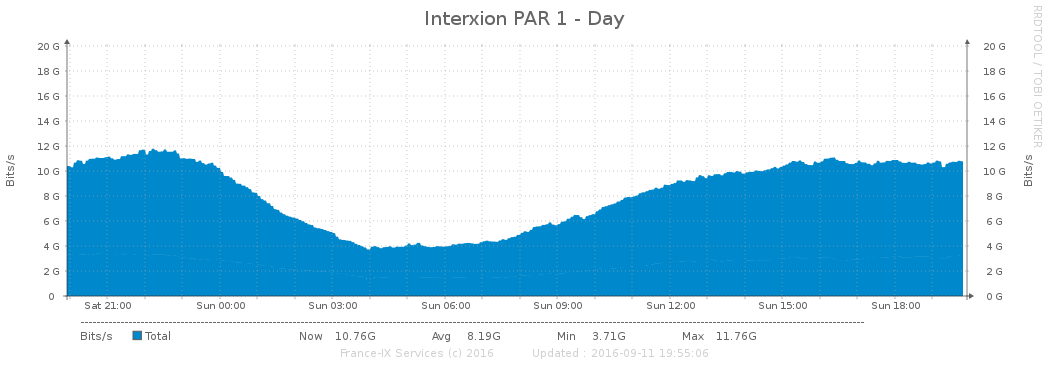 Interxion PAR 1 - Day
RRDTOOL / TOBI OETIKER
Bits/s
20 G 20 G
18 G 18 G
16 G 16 G
14 G 14 G
12 G 12 G
10 G 10 G
8 G 8 G
6 G 6 G
4 G 4 G
2 G 2 G
0 0 G
Bits/s
Sat 21:00 Sun 00:00 Sun 03:00 Sun 06:00 Sun 09:00 Sun 12:00 Sun 15:00 Sun 18:00
Bits/s Total Now 10.76G Avg 8.19G Min 3.71G Max 11.76G
France-IX Services (c) 2016 Updated : 2016-09-11 19:55:06